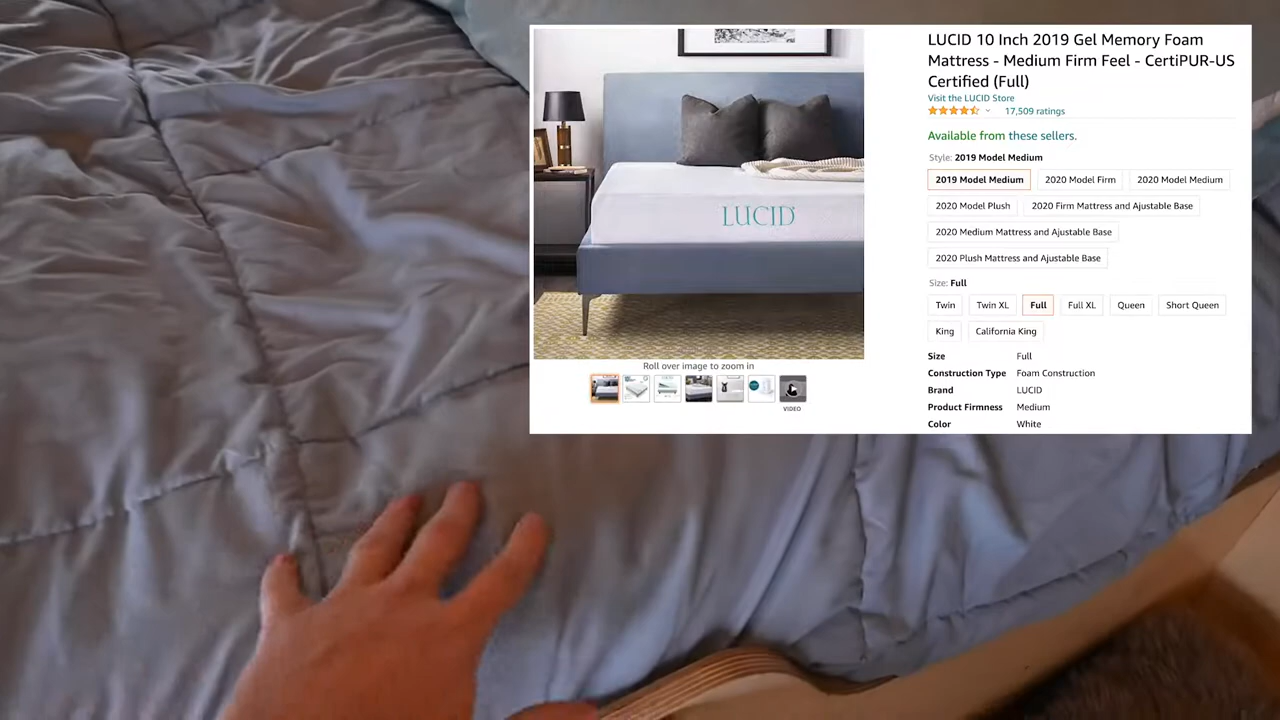 LUCID 10 Inch 2019 Gel Memory Foam
Mattress - Medium Firm Feel - CertiPUR-US
Certified (Full)
Visit the LUCID Store
17,509 ratings
Available from these sellers.
Style: 2019 Model Medium
2019 Model Medium
2020 Model Firm
2020 Model Medium
2020 Model Plush
2020 Firm Mattress and Ajustable Base
2020 Medium Mattress and Ajustable Base
2020 Plush Mattress and Ajustable Base
Size: Full
Twin
Twin XL
Full
Full XL
Queen
Short Queen
King
California King
Size Full
Construction Type Foam Construction
Brand LUCID
Product Firmness Medium
Color White
LUCID
Roll over image to zoom in
VIDEO